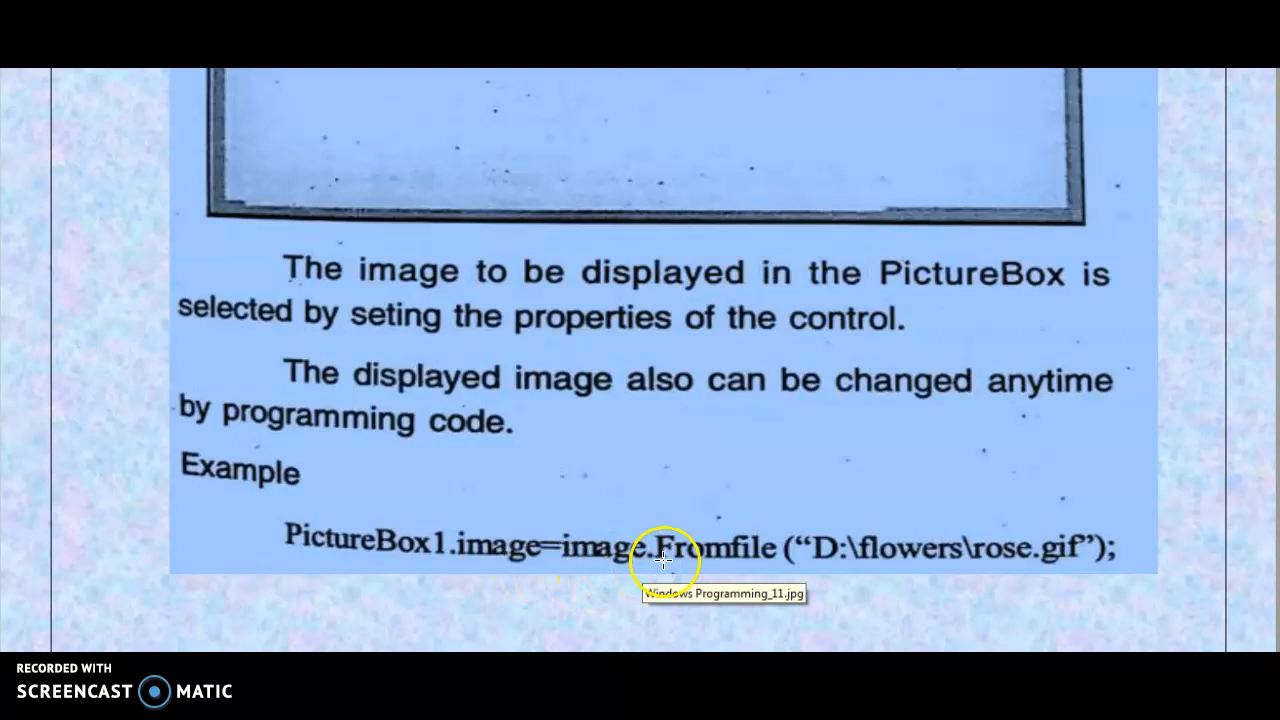 The image to be displayed in the PictureBox is
selected by seting the properties of the control.
The displayed image also can be changed anytime
by programming code.
Example
PictureBox1.image=image.Fromfile (“D:\flowers\rose.gif”);
Windows Programming_11.jpg
RECORDED WITH
SCREENCAST MATIC